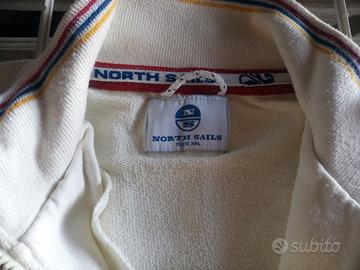 NORTH SAILS
N
S
NORTH SAILS
SIZE XXL
subito